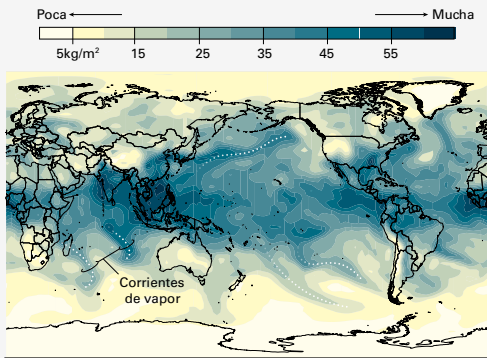 Poca ← → Mucha
5kg/m² 15 25 35 45 55
Corrientes
de vapor